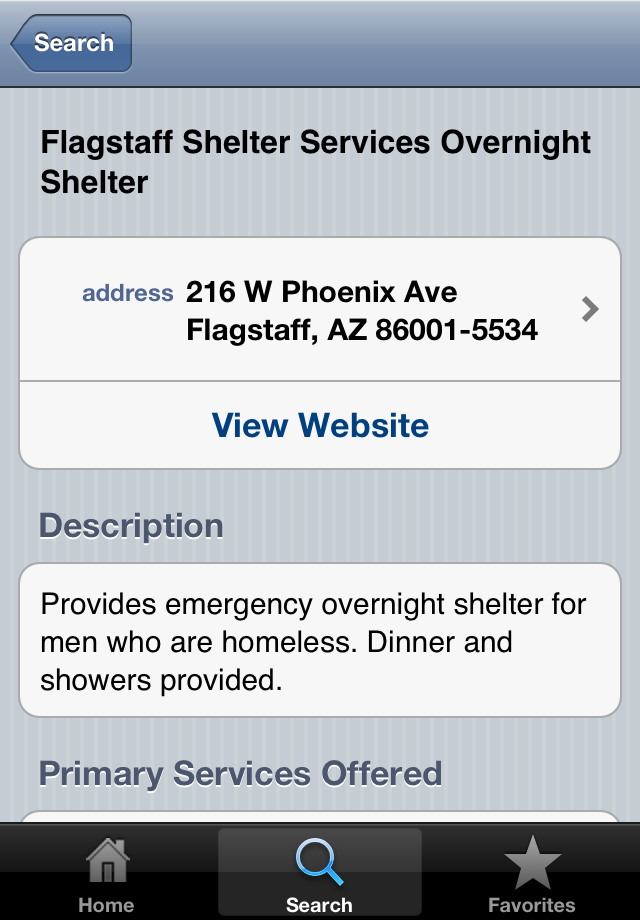 Search
Flagstaff Shelter Services Overnight
Shelter
address 216 W Phoenix Ave
Flagstaff, AZ 86001-5534
View Website
Description
Provides emergency overnight shelter for
men who are homeless. Dinner and
showers provided.
Primary Services Offered
Home Search Favorites